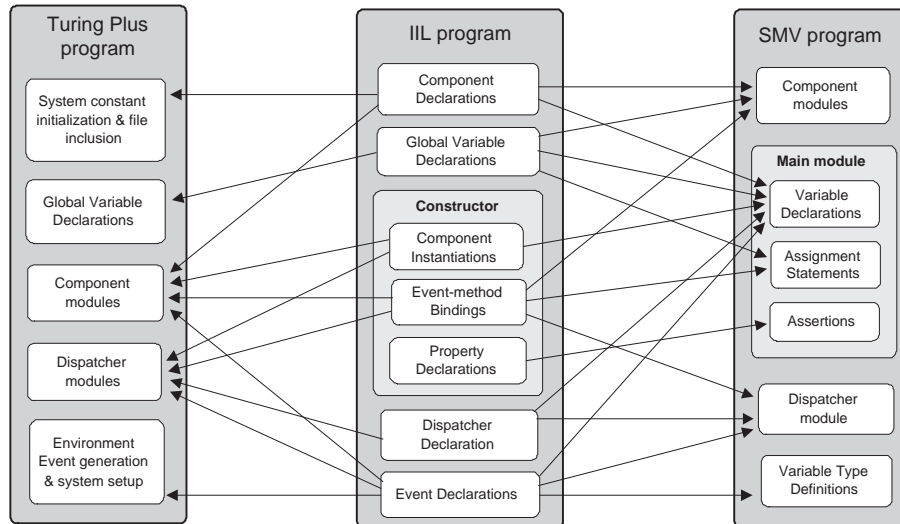 Turing Plus
program
System constant
initialization & file
inclusion
Global Variable
Declarations
Component
modules
Dispatcher
modules
Environment
Event generation
& system setup
IIL program
Component
Declarations
Global Variable
Declarations
Constructor
Component
Instantiations
Event-method
Bindings
Property
Declarations
Dispatcher
Declaration
Event Declarations
SMV program
Component
modules
Main module
Variable
Declarations
Assignment
Statements
Assertions
Dispatcher
module
Variable Type
Definitions